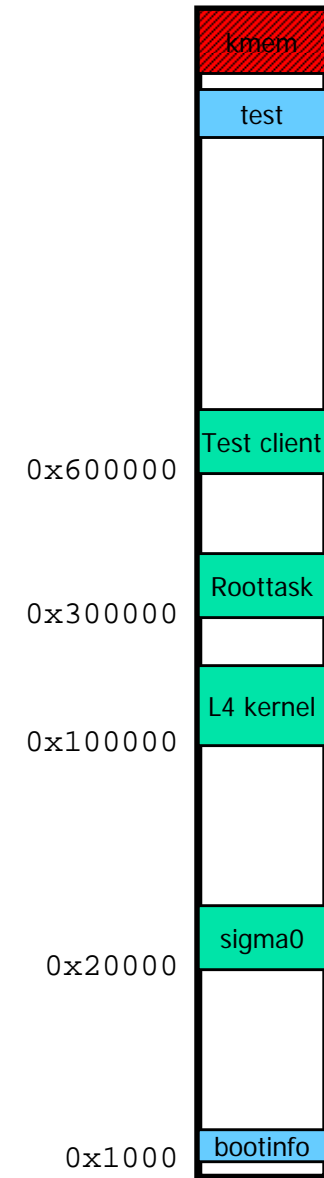 kmem
test
Test client
0x600000
Roottask
0x300000
L4 kernel
0x100000
sigma0
0x20000
bootinfo
0x1000